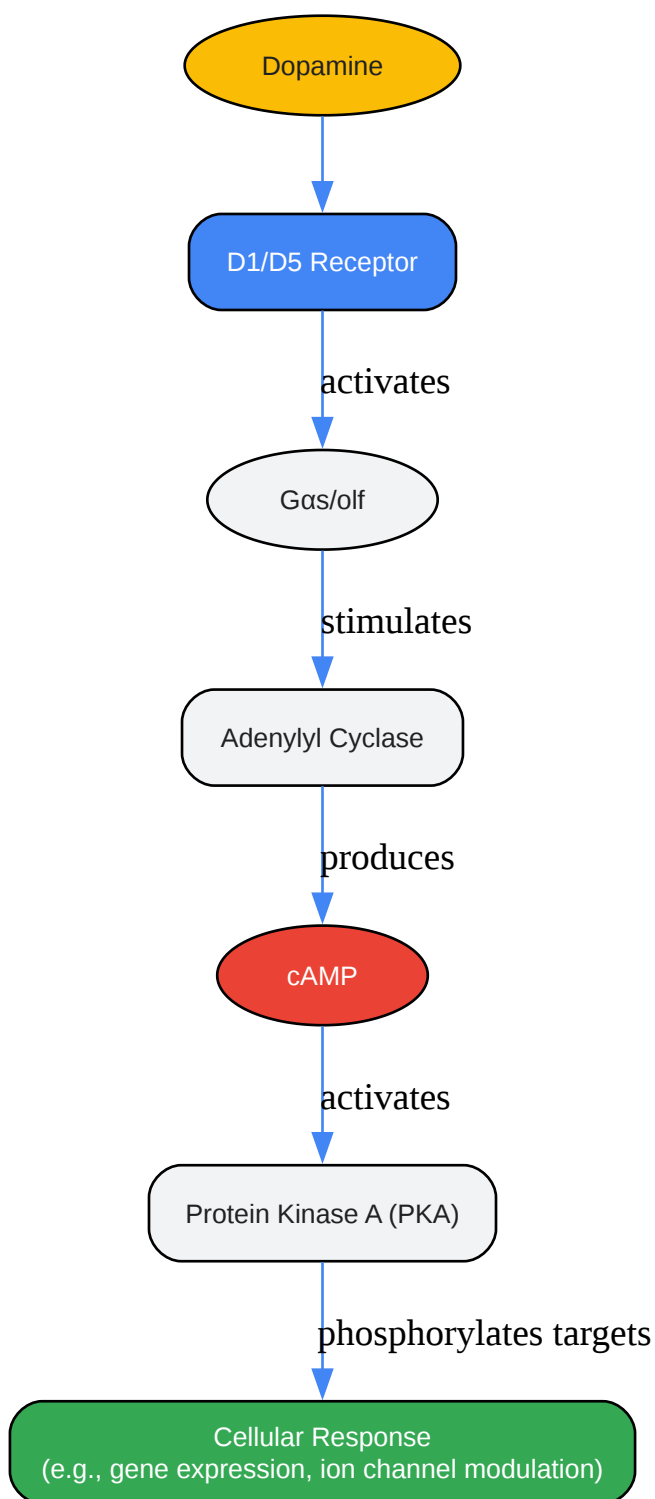 Dopamine
D1/D5 Receptor
activates
Gαs/olf
stimulates
Adenylyl Cyclase
produces
cAMP
activates
Protein Kinase A (PKA)
phosphorylates targets
Cellular Response
(e.g., gene expression, ion channel modulation)